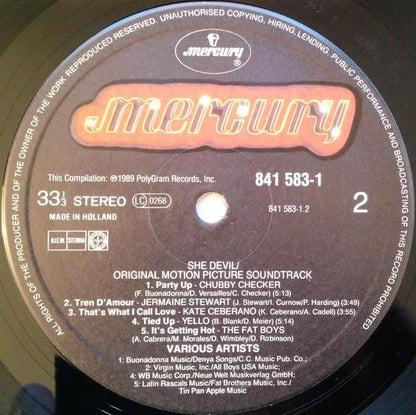 ALL RIGHTS OF THE PRODUCER AND OF THE OWNER OF THE WORK REPRODUCED RESERVED. UNAUTHORISED COPYING, HIRING, LENDING, PUBLIC PERFORMANCE AND BROADCASTING OF THIS RECORD PROHIBITED
mercury
®
mercury
This Compilation: ℗1989 PolyGram Records, Inc.
841 583-1
33 1/3 STEREO LC 0268
841 583-1.2
2
MADE IN HOLLAND
B.I.E.M. STEMRA
SHE DEVIL/
ORIGINAL MOTION PICTURE SOUNDTRACK
1. Party Up - CHUBBY CHECKER
(F. Buonadonna/D. Versailles/C. Checker) (5:13)
2. Tren D'Amour - JERMAINE STEWART (J. Stewart/I. Curnow/P. Harding) (3:49)
3. That's What I Call Love - KATE CEBERANO (K. Ceberano/A. Cadell) (3:55)
4. Tied Up - YELLO (B. Blank/D. Meier) (5:14)
5. It's Getting Hot - THE FAT BOYS
(A. Cabrera/M. Morales/D. Wimbley/D. Robinson)
VARIOUS ARTISTS
1: Buonadonna Music/Denya Songs/C.C. Music Pub. Co.;
2: Virgin Music, Inc./All Boys USA Music;
4: WB Music Corp./Neue Welt Musikverlag GmbH;
5: Latin Rascals Music/Fat Brothers Music, Inc./
Tin Pan Apple Music